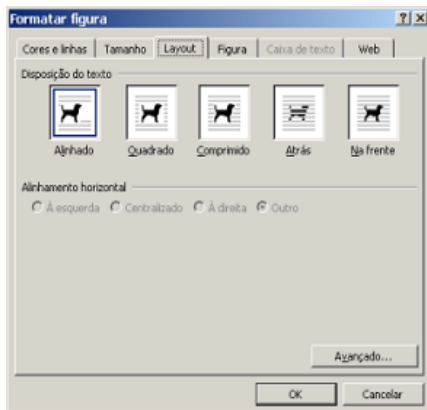 Formatar figura
Cores e linhas Tamanho Layout Figura Caixa de texto Web
Disposição do texto
Alinhado Quadrado Comprimido Atrás Na frente
Alinhamento horizontal
À esquerda Centralizado À direita Outro
Avançado...
OK Cancelar